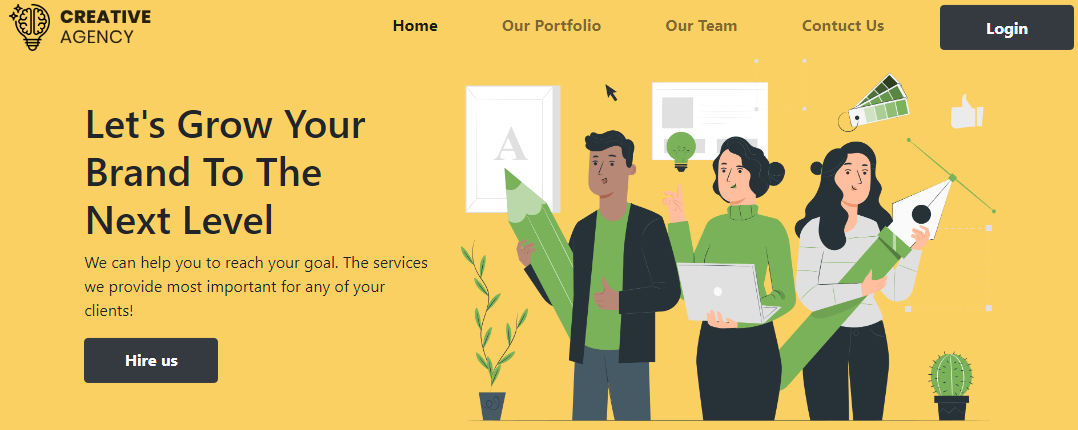 CREATIVE
AGENCY
Home
Our Portfolio
Our Team
Contact Us
Login
Let's Grow Your
Brand To The
Next Level
We can help you to reach your goal. The services
we provide most important for any of your
clients!
Hire us
A